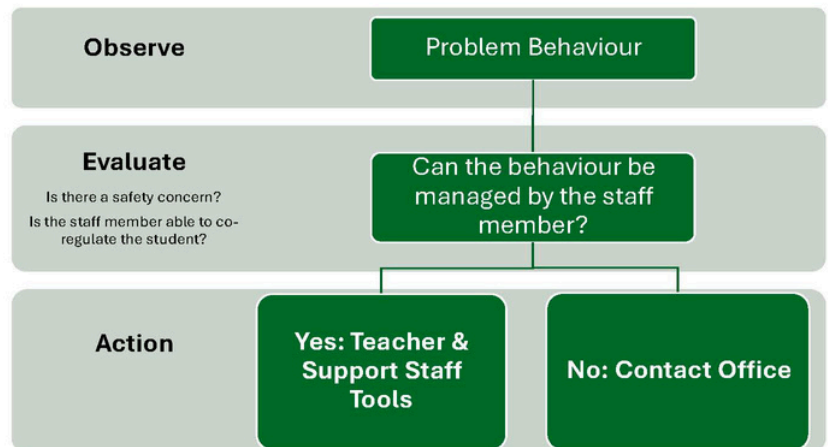 Observe
Problem Behaviour
Evaluate
Is there a safety concern?
Is the staff member able to co-
regulate the student?
Can the behaviour be
managed by the staff
member?
Action
Yes: Teacher &
Support Staff
Tools
No: Contact Office